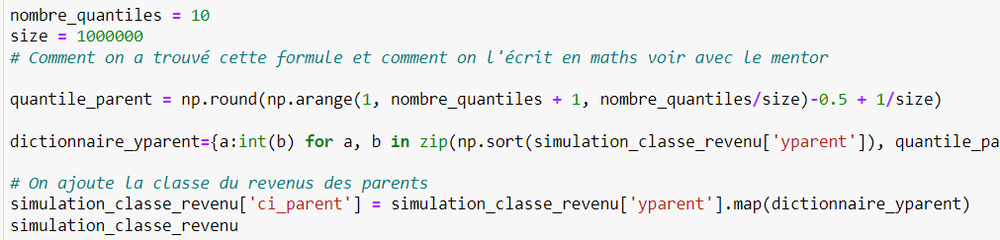 nombre_quantiles = 10
size = 1000000
# Comment on a trouvé cette formule et comment on l'écrit en maths voir avec le mentor
quantile_parent = np.round(np.arange(1, nombre_quantiles + 1, nombre_quantiles/size)-0.5 + 1/size)
dictionnaire_yparent={a:int(b) for a, b in zip(np.sort(simulation_classe_revenu['yparent']), quantile_pa
# On ajoute la classe du revenus des parents
simulation_classe_revenu['ci_parent'] = simulation_classe_revenu['yparent'].map(dictionnaire_yparent)
simulation_classe_revenu